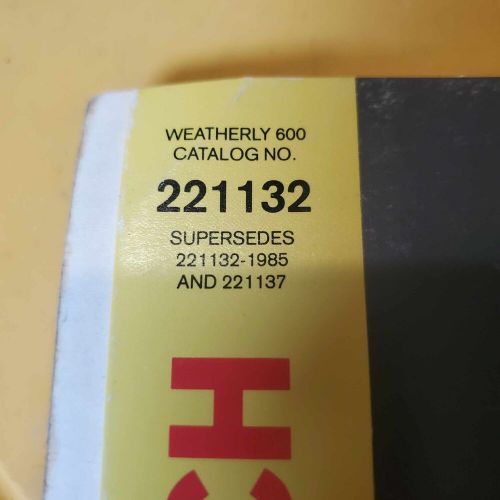 WEATHERLY 600
CATALOG NO.
221132
SUPERSEDES
221132-1985
AND 221137
H